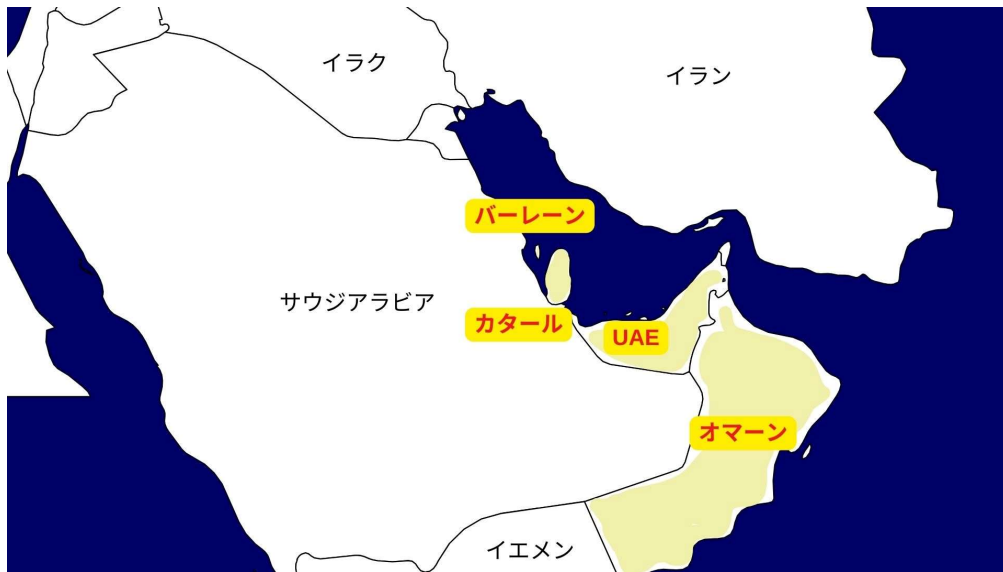 イラク
イラン
バーレーン
サウジアラビア
カタール
UAE
オマーン
イエメン